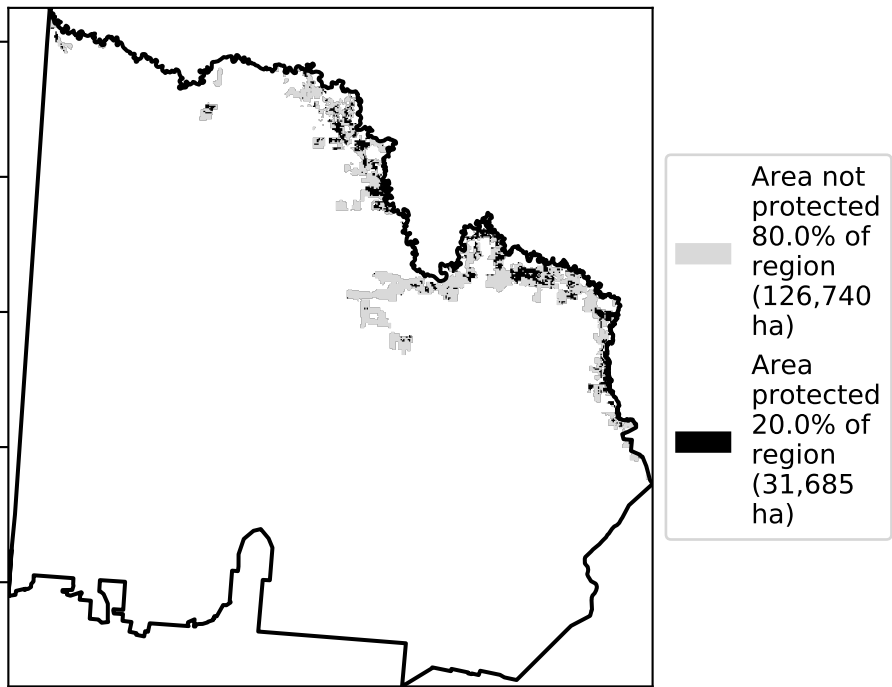 Area not
protected
80.0% of
region
(126,740
ha)
Area
protected
20.0% of
region
(31,685
ha)